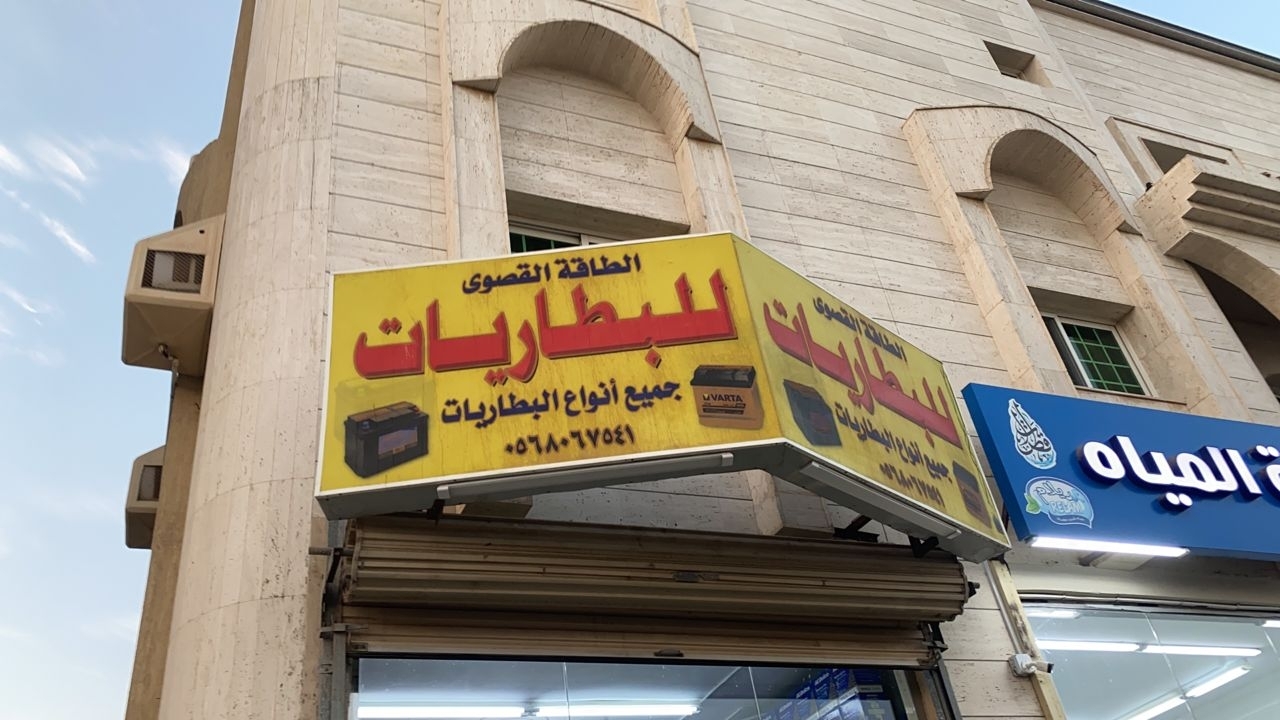 الطاقة القصوى
للبطاريات
جميع أنواع البطاريات
٠٥٦٨٠٦٧٥٤١
VARTA
الطاقة القصوى
للبطاريات
جميع أنواع البطاريات
المياه